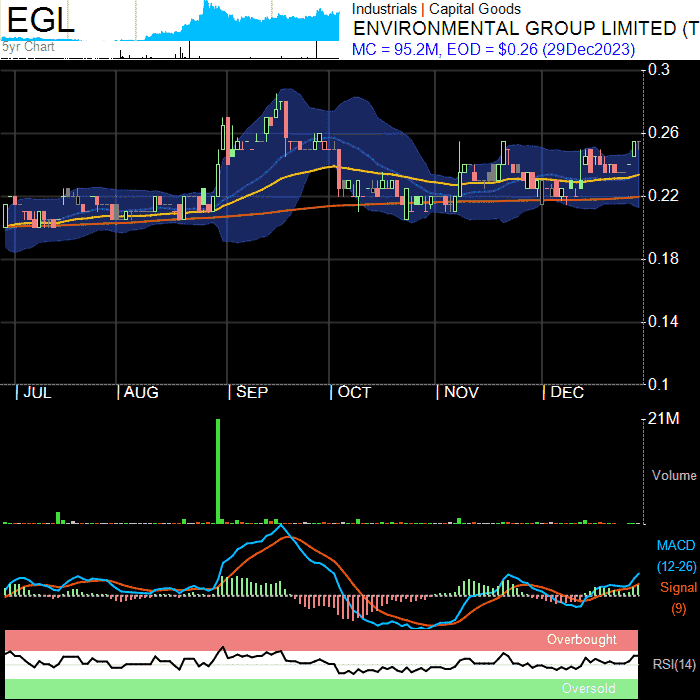 EGL
5yr Chart
Industrials | Capital Goods
ENVIRONMENTAL GROUP LIMITED (T
MC = 95.2M, EOD = $0.26 (29Dec2023)
0.3
0.26
0.22
0.18
0.14
0.1
JUL AUG SEP OCT NOV DEC
21M
Volume
MACD
(12-26)
Signal
(9)
Overbought
RSI(14)
Oversold